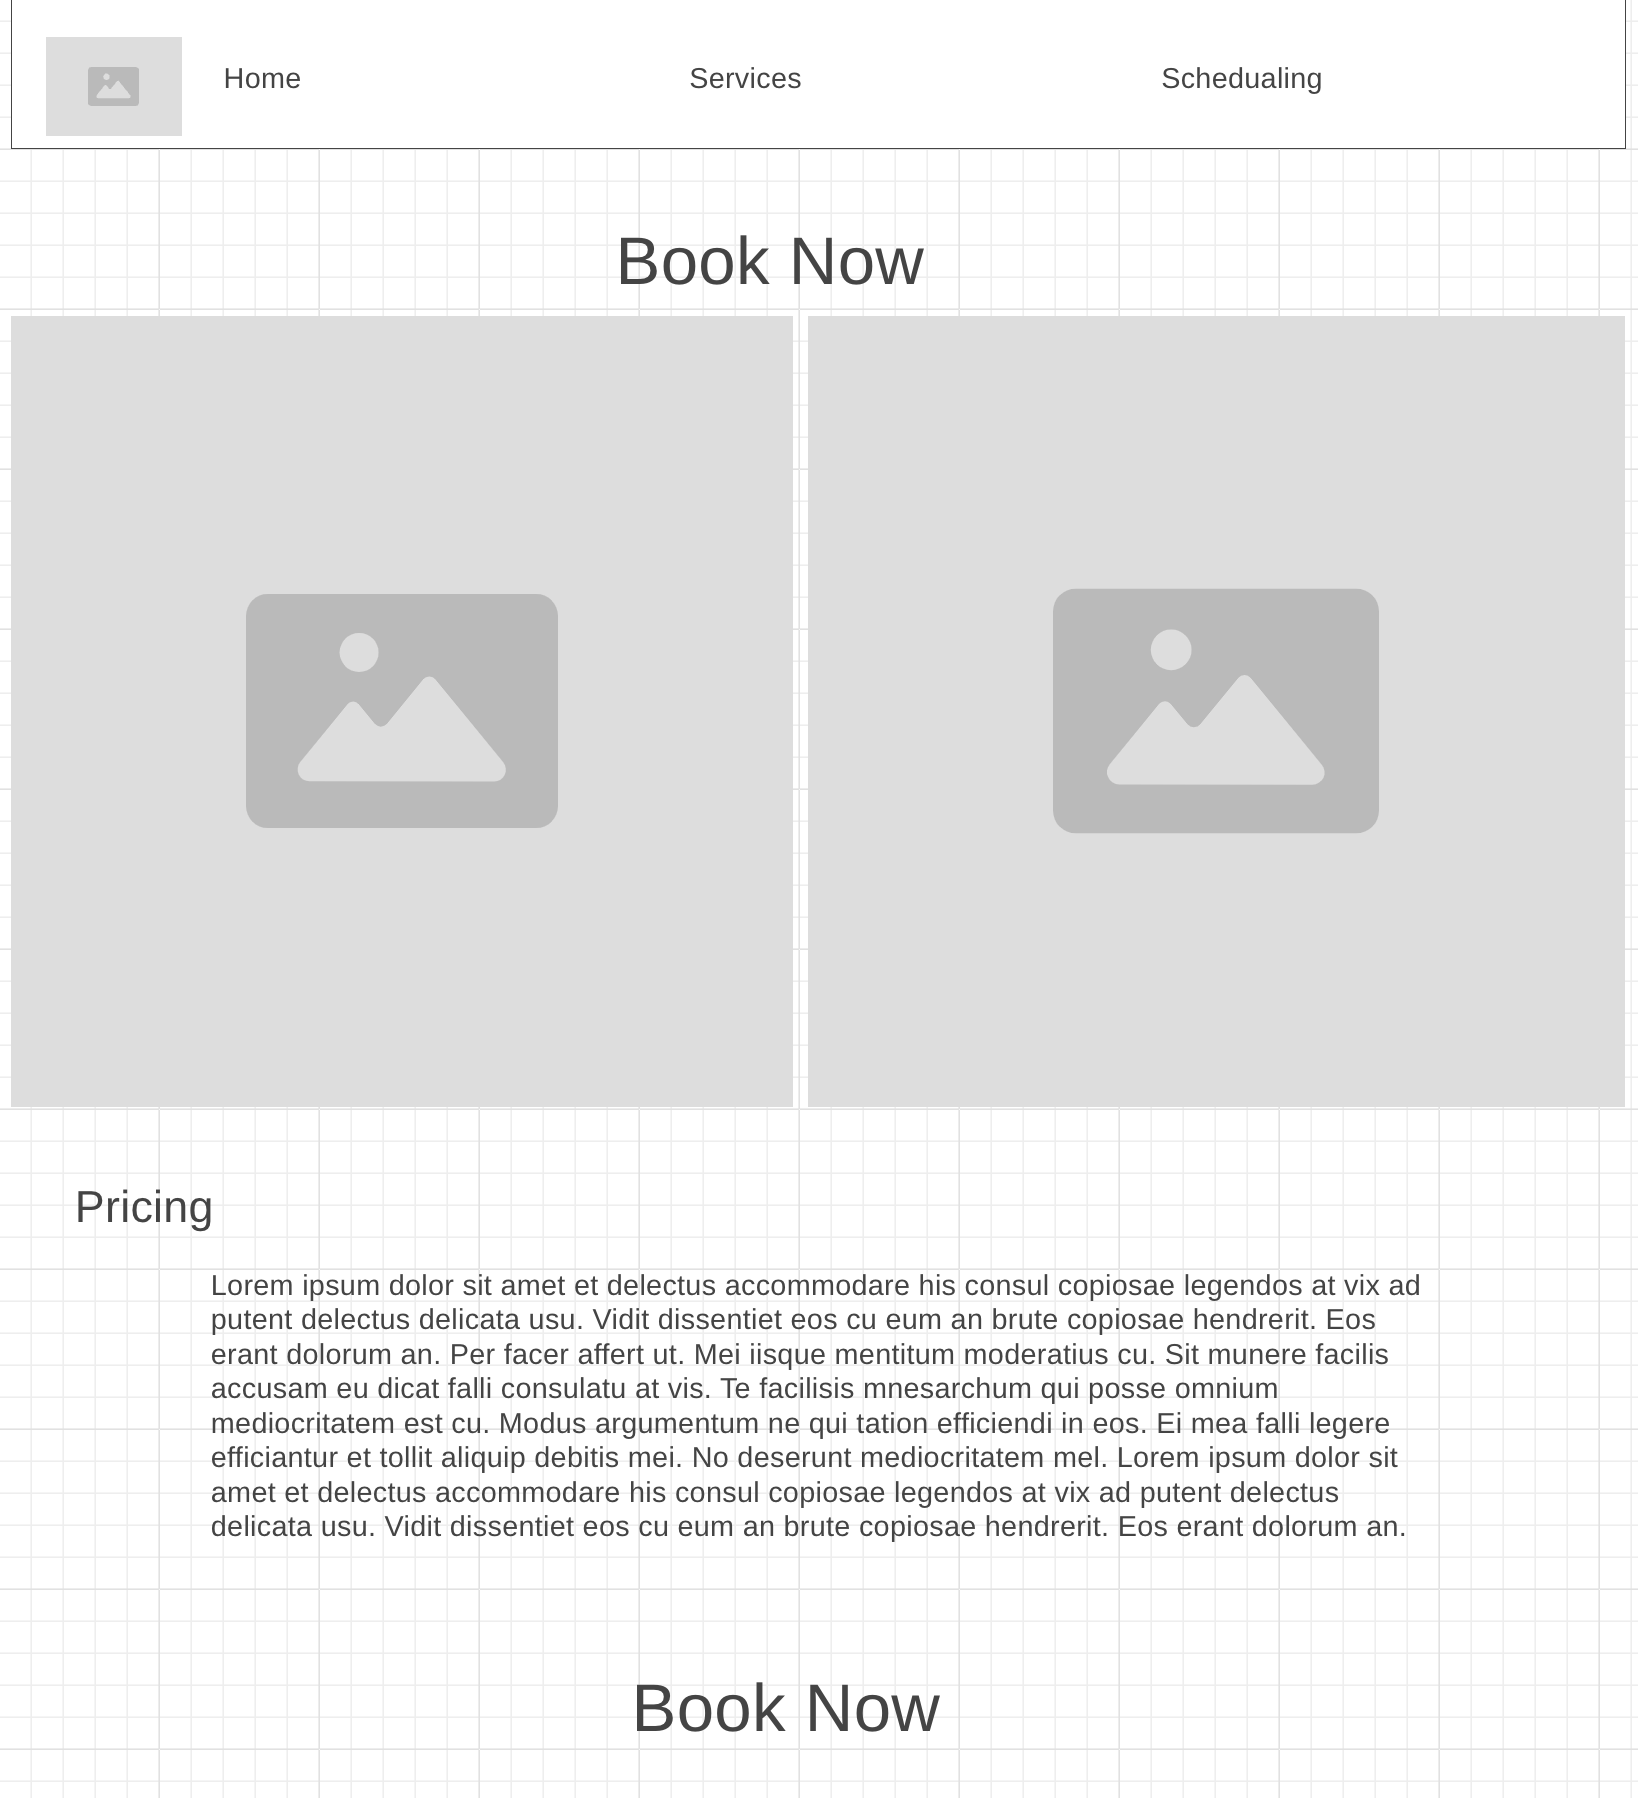 Home
Services
Schedualing
Book Now
Pricing
Lorem ipsum dolor sit amet et delectus accommodare his consul copiosae legendos at vix ad
putent delectus delicata usu. Vidit dissentiet eos cu eum an brute copiosae hendrerit. Eos
erant dolorum an. Per facer affert ut. Mei iisque mentitum moderatius cu. Sit munere facilis
accusam eu dicat falli consulatu at vis. Te facilisis mnesarchum qui posse omnium
mediocritatem est cu. Modus argumentum ne qui tation efficiendi in eos. Ei mea falli legere
efficiantur et tollit aliquip debitis mei. No deserunt mediocritatem mel. Lorem ipsum dolor sit
amet et delectus accommodare his consul copiosae legendos at vix ad putent delectus
delicata usu. Vidit dissentiet eos cu eum an brute copiosae hendrerit. Eos erant dolorum an.
Book Now